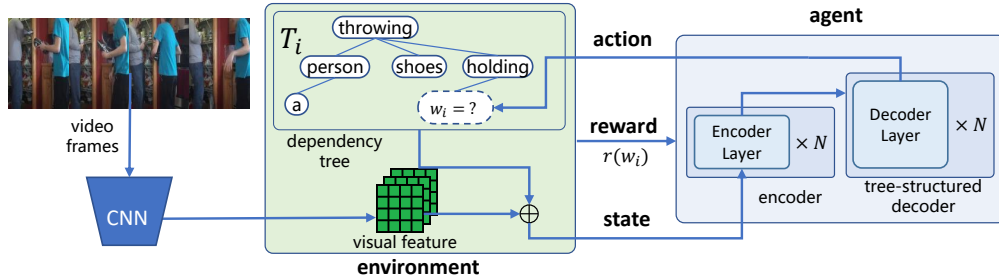 video
frames
CNN
T_i
throwing
person
shoes
holding
a
w_i = ?
dependency
tree
visual feature
environment
action
reward
r(w_i)
state
agent
Encoder
Layer
× N
encoder
Decoder
Layer
× N
tree-structured
decoder